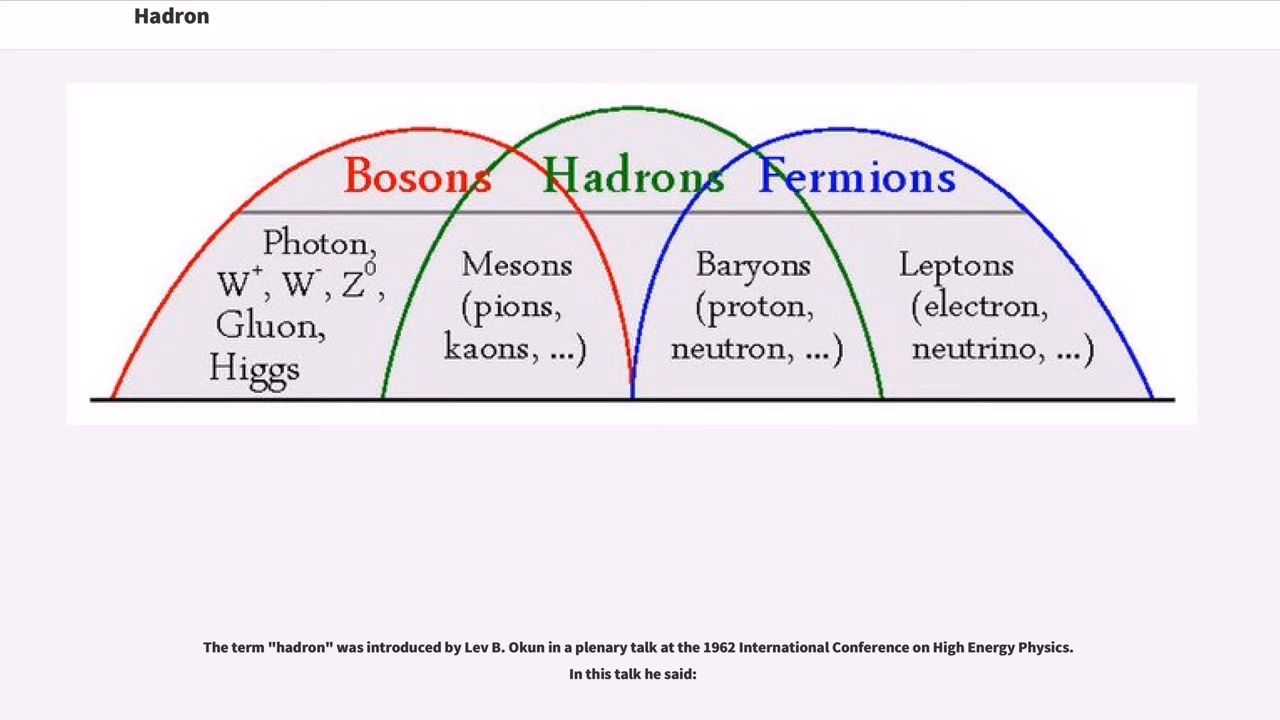 Hadron
Bosons Hadrons Fermions
Photon,
W⁺, W⁻, Z⁰,
Gluon,
Higgs
Mesons
(pions,
kaons, ...)
Baryons
(proton,
neutron, ...)
Leptons
(electron,
neutrino, ...)
The term "hadron" was introduced by Lev B. Okun in a plenary talk at the 1962 International Conference on High Energy Physics.
In this talk he said: